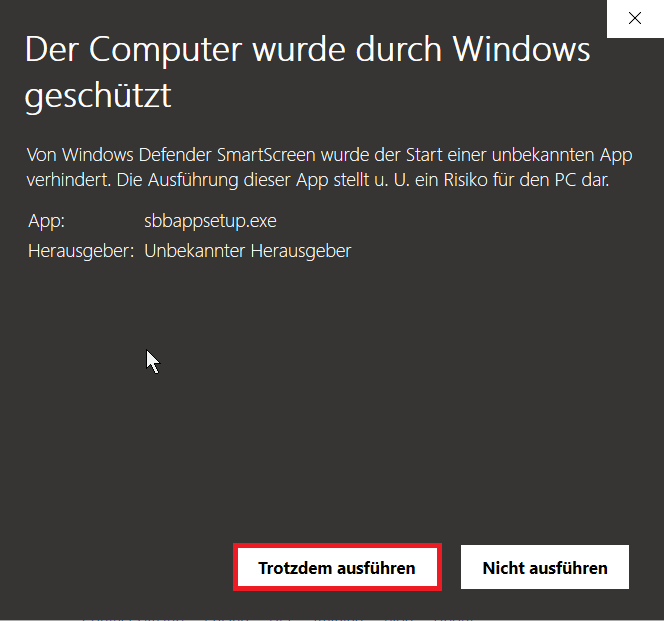 Der Computer wurde durch Windows
geschützt
Von Windows Defender SmartScreen wurde der Start einer unbekannten App
verhindert. Die Ausführung dieser App stellt u. U. ein Risiko für den PC dar.
App: sbbappsetup.exe
Herausgeber: Unbekannter Herausgeber
Trotzdem ausführen Nicht ausführen